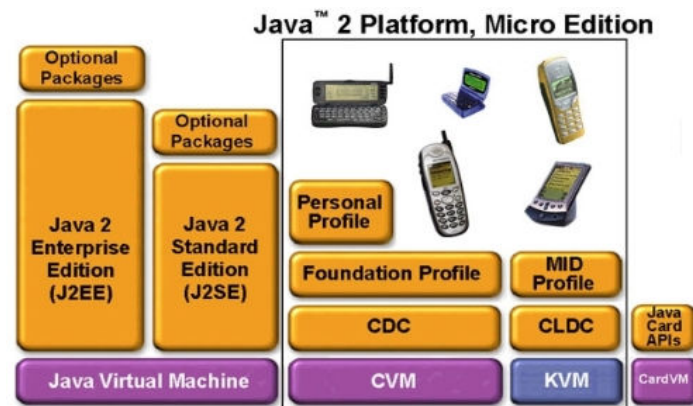 Java™ 2 Platform, Micro Edition
Optional
Packages
Java 2
Enterprise
Edition
(J2EE)
Optional
Packages
Java 2
Standard
Edition
(J2SE)
Java Virtual Machine
Personal
Profile
Foundation Profile
CDC
CVM
MID
Profile
CLDC
KVM
Java
Card
APIs
CardVM